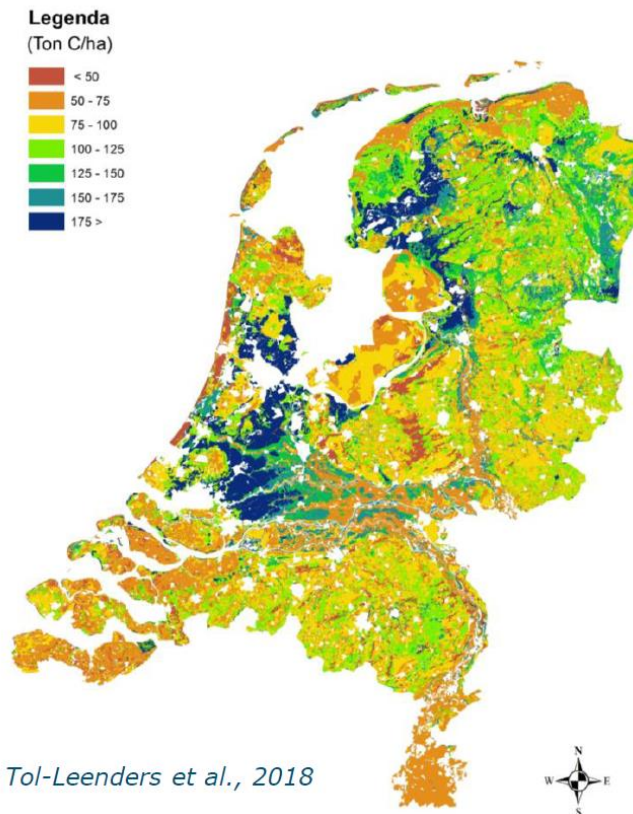 Legenda
(Ton C/ha)
< 50
50 - 75
75 - 100
100 - 125
125 - 150
150 - 175
175 >
Tol-Leenders et al., 2018
N
W E
S